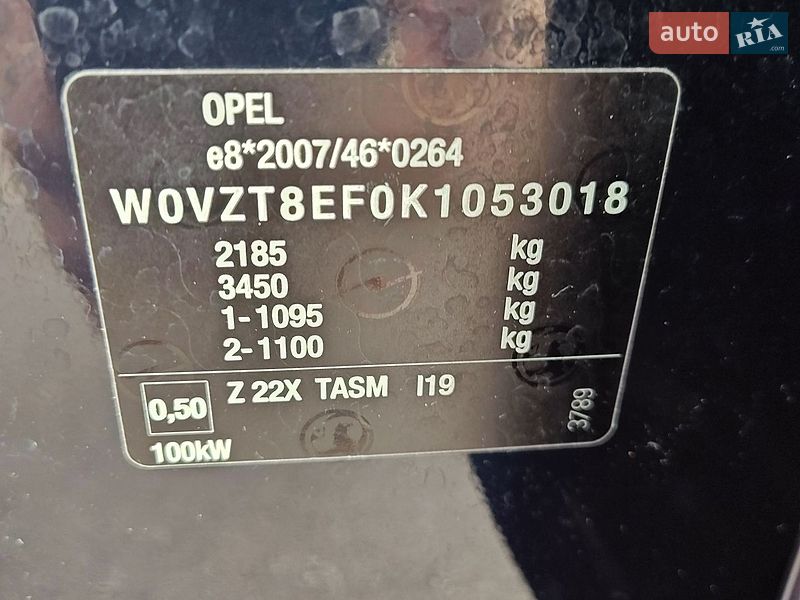 auto RIA
.com
OPEL
e8*2007/46*0264
W0VZT8EF0K1053018
2185 kg
3450 kg
1-1095 kg
2-1100 kg
0,50 Z 22X TASM I19
100kW
3789